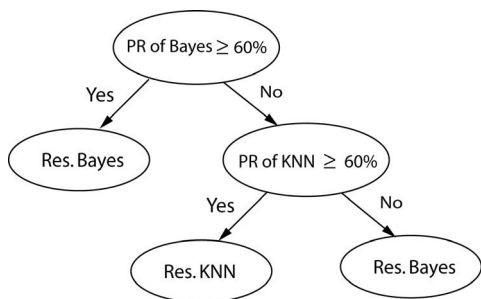 PR of Bayes ≥ 60%
Yes
No
Res. Bayes
PR of KNN ≥ 60%
Yes
No
Res. KNN
Res. Bayes